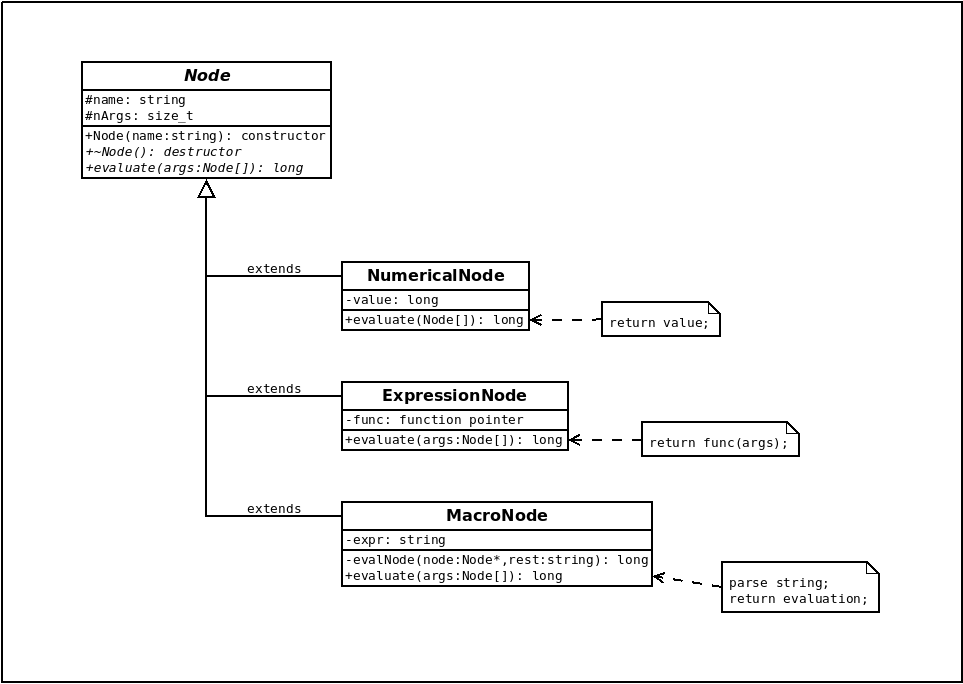 Node
#name: string
#nArgs: size_t
+Node(name:string): constructor
+~Node(): destructor
+evaluate(args:Node[]): long
extends
NumericalNode
-value: long
+evaluate(Node[]): long
return value;
extends
ExpressionNode
-func: function pointer
+evaluate(args:Node[]): long
return func(args);
extends
MacroNode
-expr: string
-evalNode(node:Node*,rest:string): long
+evaluate(args:Node[]): long
parse string;
return evaluation;